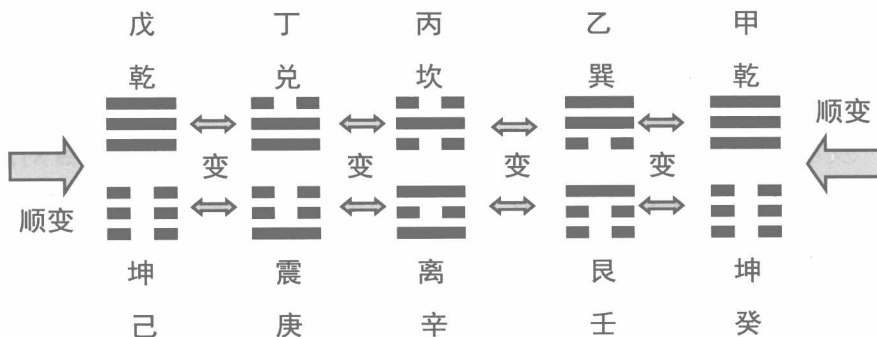 戊 丁 丙 乙 甲
乾 兑 坎 巽 乾
顺变
变 变 变 变
顺变
坤 震 离 艮 坤
己 庚 辛 壬 癸